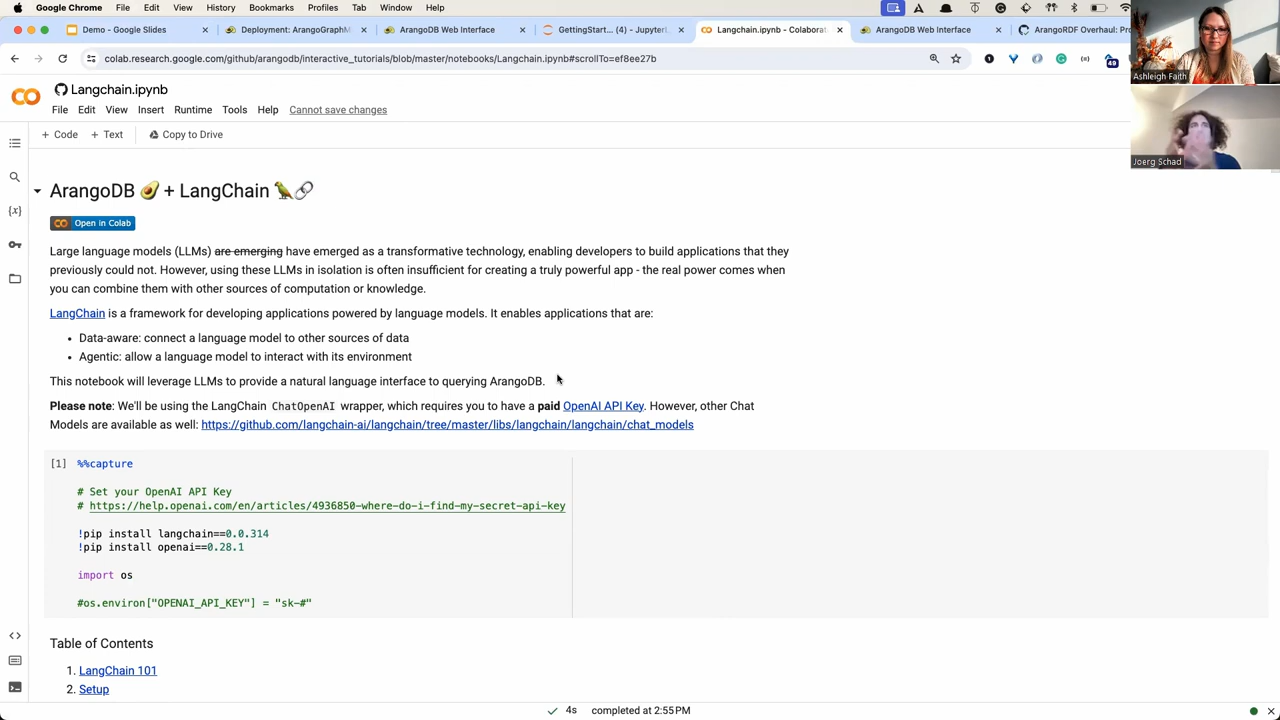 Google Chrome File Edit View History Bookmarks Profiles Tab Window Help
Demo - Google Slides
Deployment: ArangoGraphM
ArangoDB Web Interface
GettingStart... (4) - JupyterL
Langchain.ipynb - Colaborat
ArangoDB Web Interface
ArangoRDF Overhaul: Pr
colab.research.google.com/github/arangodb/interactive_tutorials/blob/master/notebooks/Langchain.ipynb#scrollTo=ef8ee27b
49
Ashleigh Faith
Joerg Schad
Langchain.ipynb
File Edit View Insert Runtime Tools Help Cannot save changes
+ Code + Text Copy to Drive
ArangoDB 🥑 + LangChain 🦜🔗
Open in Colab
Large language models (LLMs) are emerging have emerged as a transformative technology, enabling developers to build applications that they
previously could not. However, using these LLMs in isolation is often insufficient for creating a truly powerful app - the real power comes when
you can combine them with other sources of computation or knowledge.
LangChain is a framework for developing applications powered by language models. It enables applications that are:
• Data-aware: connect a language model to other sources of data
• Agentic: allow a language model to interact with its environment
This notebook will leverage LLMs to provide a natural language interface to querying ArangoDB.
Please note: We'll be using the LangChain ChatOpenAI wrapper, which requires you to have a paid OpenAI API Key. However, other Chat
Models are available as well: https://github.com/langchain-ai/langchain/tree/master/libs/langchain/langchain/chat_models
[1] %%capture
# Set your OpenAI API Key
# https://help.openai.com/en/articles/4936850-where-do-i-find-my-secret-api-key
!pip install langchain==0.0.314
!pip install openai==0.28.1
import os
#os.environ["OPENAI_API_KEY"] = "sk-#"
Table of Contents
1. LangChain 101
2. Setup
4s completed at 2:55 PM